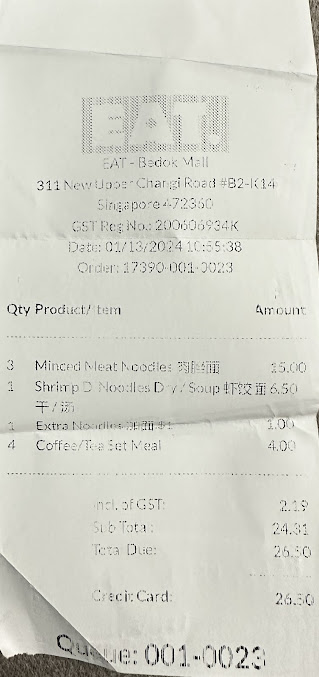 EAT.
EAT - Bedok Mall
311 New Upper Changi Road #B2-K14
Singapore 472360
GST Reg No.: 200606934K
Date: 01/13/2024 10:55:38
Order: 17390-001-0023
Qty Product/Item Amount
3 Minced Meat Noodles 肉脞面 15.00
1 Shrimp D. Noodles Dry / Soup 虾饺面 6.50
干 / 汤
1 Extra Noodles 加面 $1 1.00
4 Coffee/Tea Set Meal 4.00
Incl. of GST: 2.19
Sub Total: 24.31
Total Due: 26.50
Credit Card: 26.50
Queue: 001-0023